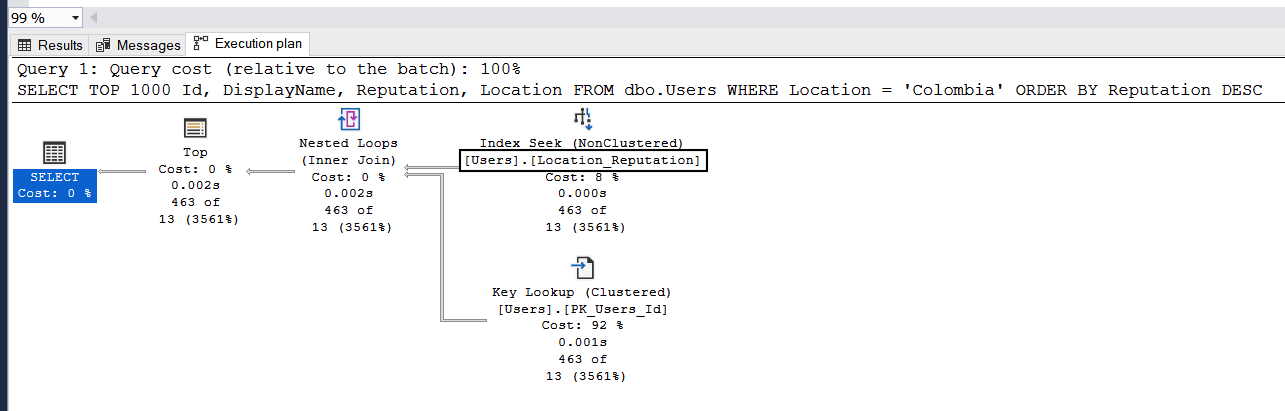 99 %
Results Messages Execution plan
Query 1: Query cost (relative to the batch): 100%
SELECT TOP 1000 Id, DisplayName, Reputation, Location FROM dbo.Users WHERE Location = 'Colombia' ORDER BY Reputation DESC
SELECT
Cost: 0 %
Top
Cost: 0 %
0.002s
463 of
13 (3561%)
Nested Loops
(Inner Join)
Cost: 0 %
0.002s
463 of
13 (3561%)
Index Seek (NonClustered)
[Users].[Location_Reputation]
Cost: 8 %
0.000s
463 of
13 (3561%)
Key Lookup (Clustered)
[Users].[PK_Users_Id]
Cost: 92 %
0.001s
463 of
13 (3561%)